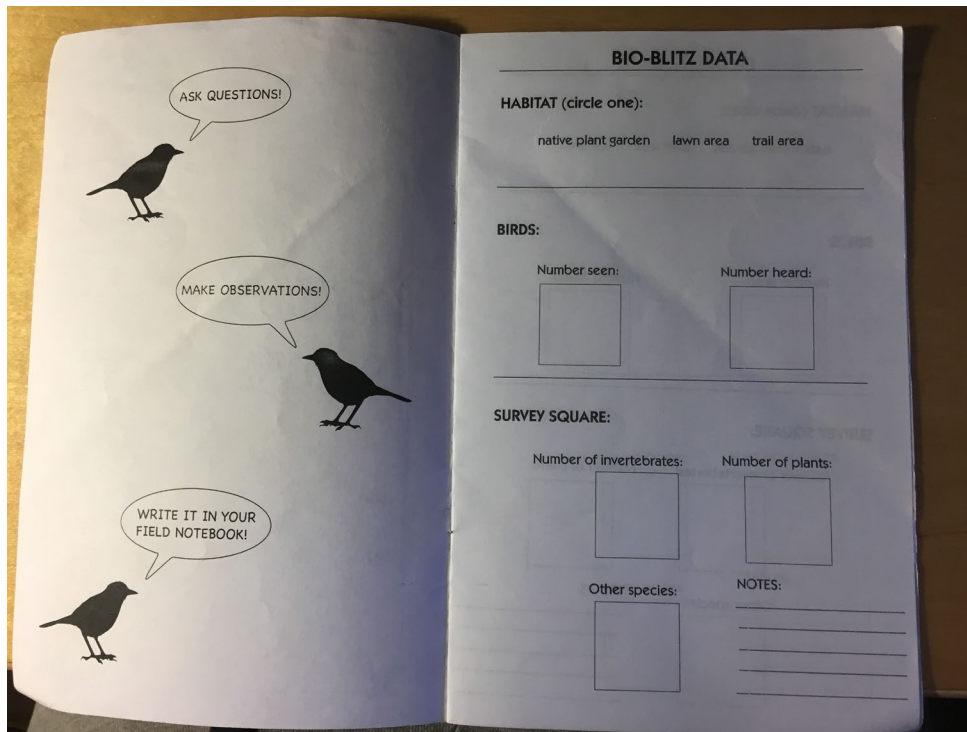 ASK QUESTIONS!
MAKE OBSERVATIONS!
WRITE IT IN YOUR
FIELD NOTEBOOK!
BIO-BLITZ DATA
HABITAT (circle one):
native plant garden lawn area trail area
BIRDS:
Number seen: Number heard:
SURVEY SQUARE:
Number of invertebrates: Number of plants:
Other species: NOTES: